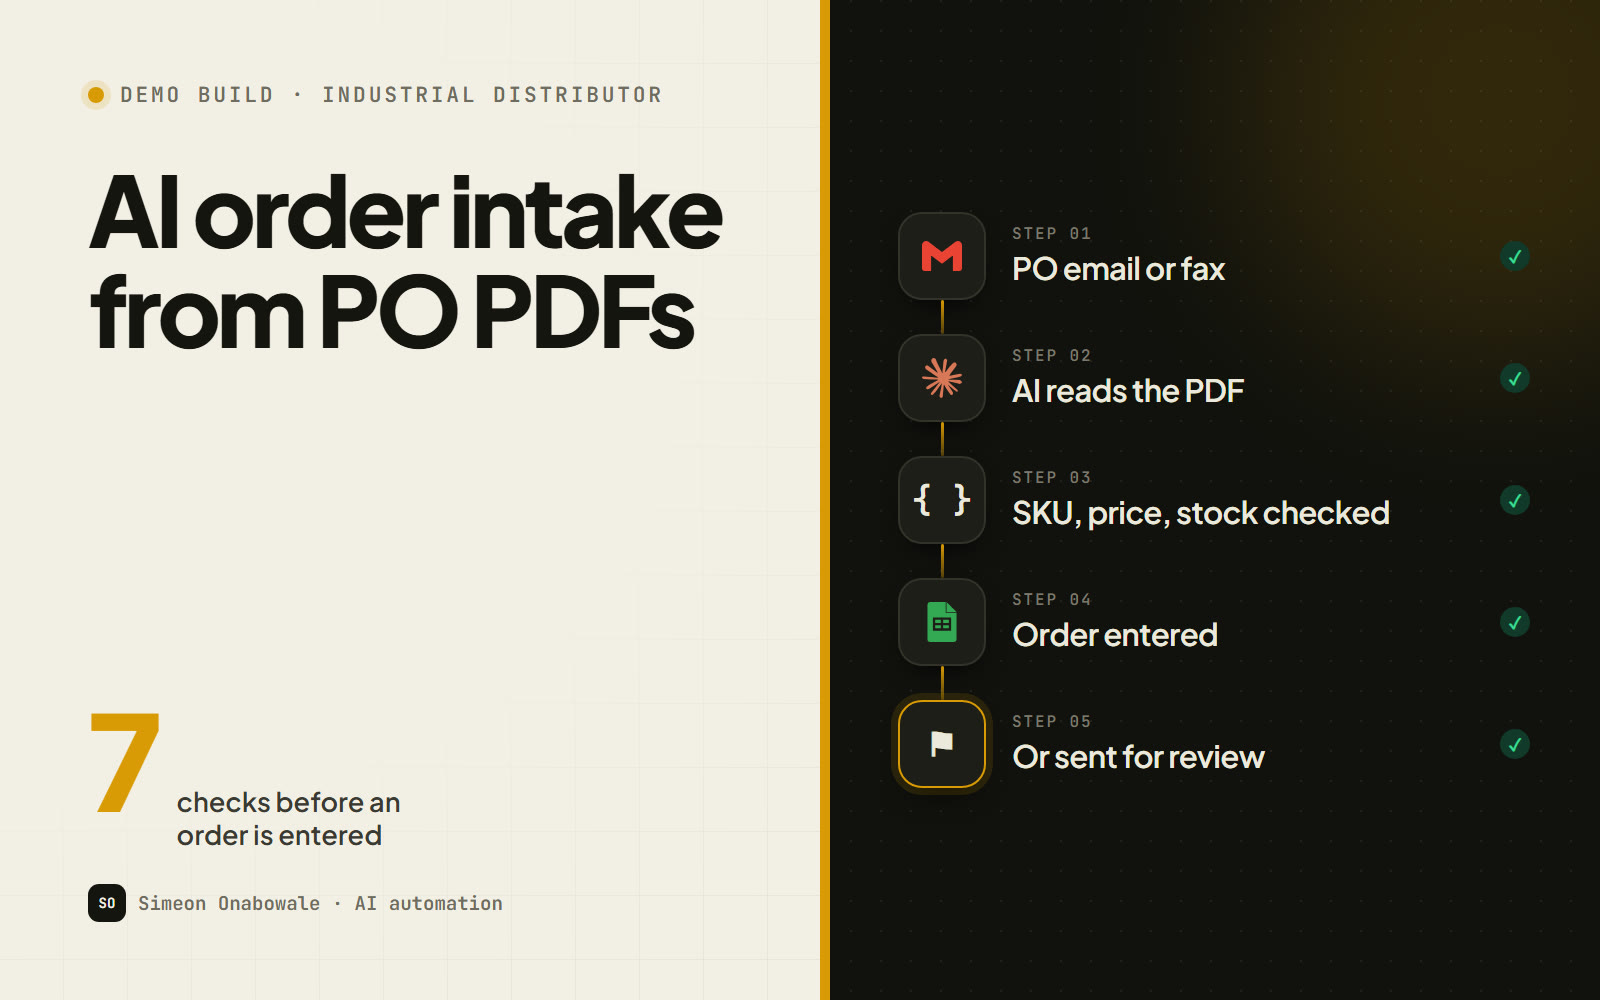 DEMO BUILD · INDUSTRIAL DISTRIBUTOR
AI order intake
from PO PDFs
7
checks before an
order is entered
SO
Simeon Onabowale · AI automation
STEP 01
PO email or fax
STEP 02
AI reads the PDF
{ }
STEP 03
SKU, price, stock checked
STEP 04
Order entered
STEP 05
Or sent for review